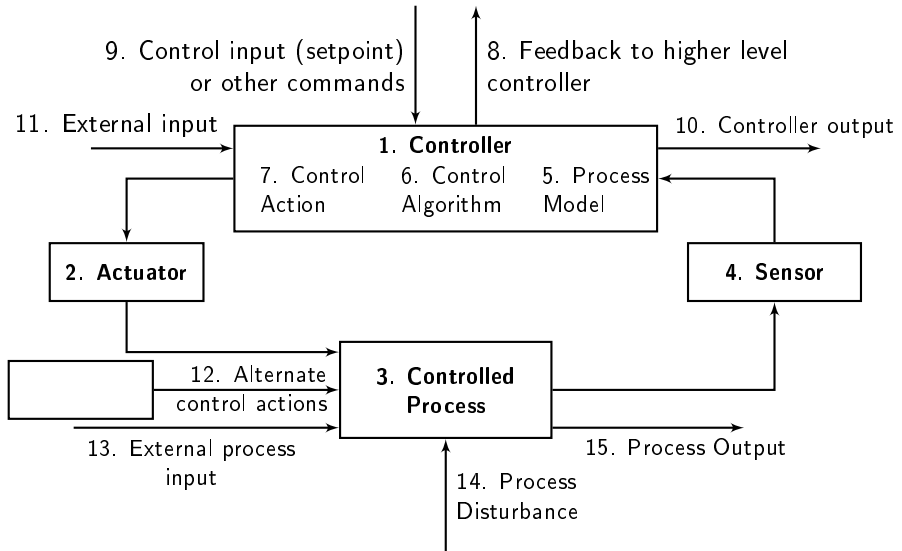 9. Control input (setpoint)
or other commands
8. Feedback to higher level
controller
11. External input
10. Controller output
1. Controller
7. Control
Action
6. Control
Algorithm
5. Process
Model
2. Actuator
4. Sensor
12. Alternate
control actions
3. Controlled
Process
13. External process
input
15. Process Output
14. Process
Disturbance